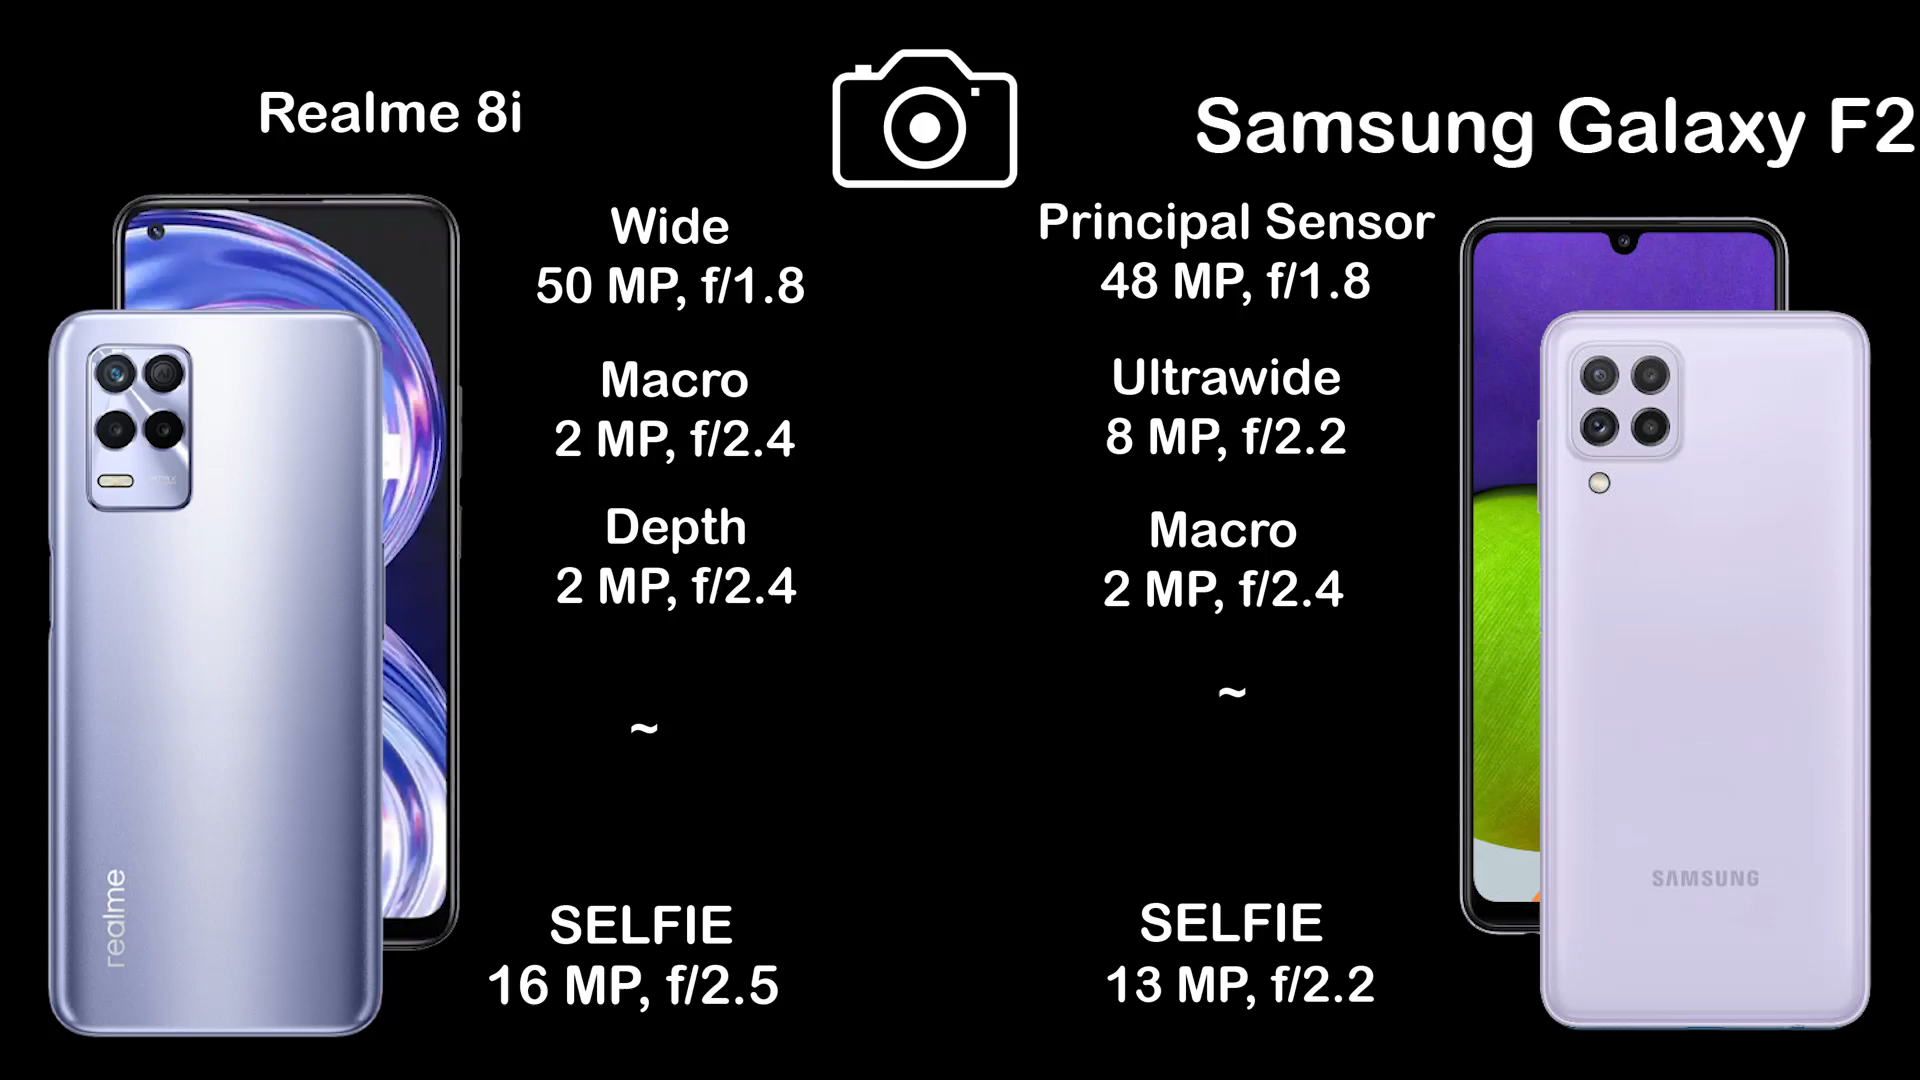 Realme 8i
Samsung Galaxy F2
Wide
50 MP, f/1.8
Macro
2 MP, f/2.4
Depth
2 MP, f/2.4
~
SELFIE
16 MP, f/2.5
Principal Sensor
48 MP, f/1.8
Ultrawide
8 MP, f/2.2
Macro
2 MP, f/2.4
~
SELFIE
13 MP, f/2.2
realme
SAMSUNG